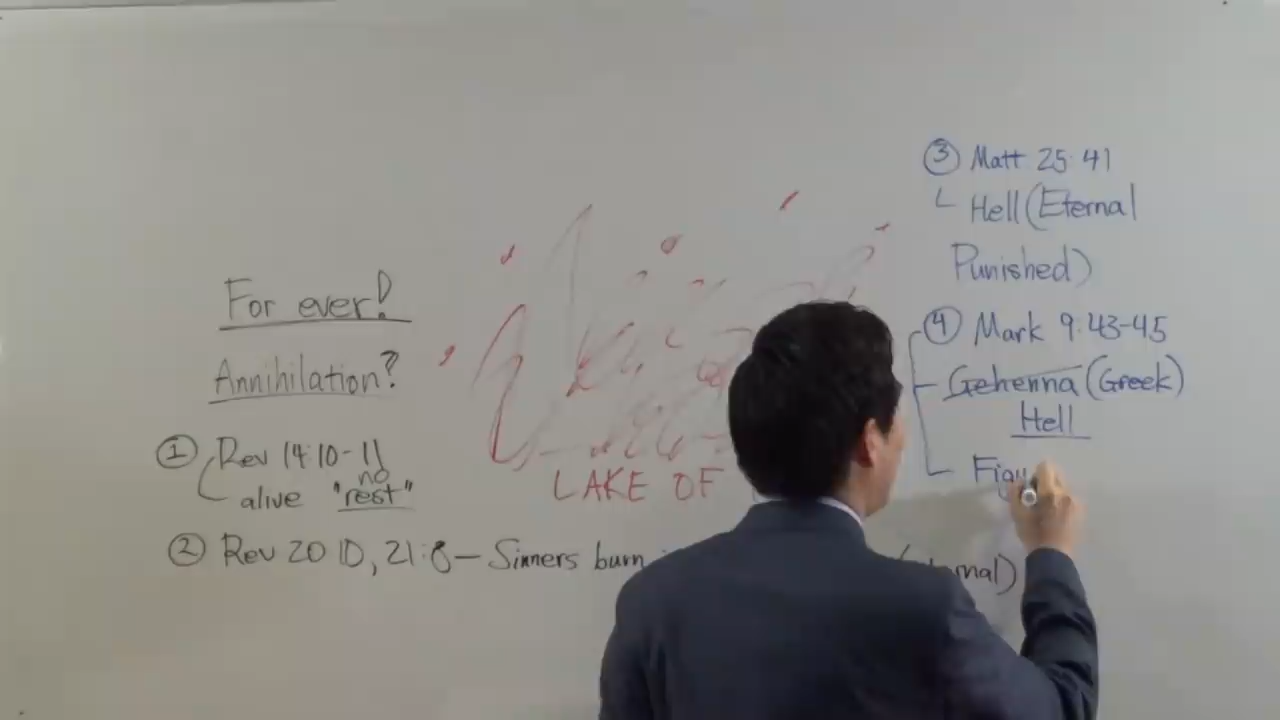 For ever!
Annihilation?
① Rev 14:10-11
alive no "rest"
② Rev 20 10, 21:8 — Sinners burn
LAKE OF
③ Matt 25:41
Hell (Eternal
Punished)
④ Mark 9:43-45
Gehenna (Greek)
Hell